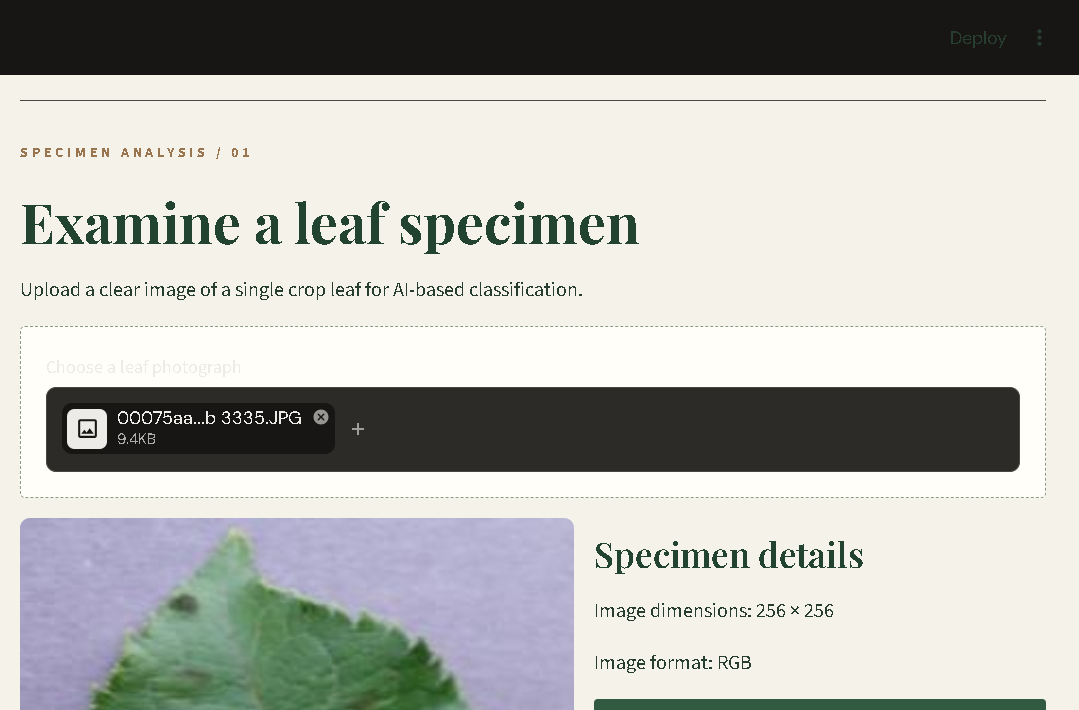 Deploy
SPECIMEN ANALYSIS / 01
Examine a leaf specimen
Upload a clear image of a single crop leaf for AI-based classification.
Choose a leaf photograph
00075aa...b 3335.JPG
9.4KB
Specimen details
Image dimensions: 256 × 256
Image format: RGB